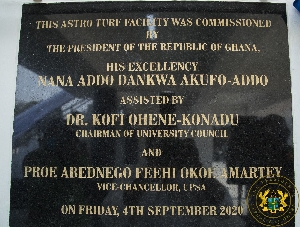 THIS ASTRO TURF FACILITY WAS COMMISSIONED
BY
THE PRESIDENT OF THE REPUBLIC OF GHANA,
HIS EXCELLENCY
NANA ADDO DANKWA AKUFO-ADDO
ASSISTED BY
DR. KOFI OHENE-KONADU
CHAIRMAN OF UNIVERSITY COUNCIL
AND
PROF ABEDNEGO FEEHI OKOE AMARTEY
VICE-CHANCELLOR, UPSA
ON FRIDAY, 4TH SEPTEMBER 2020